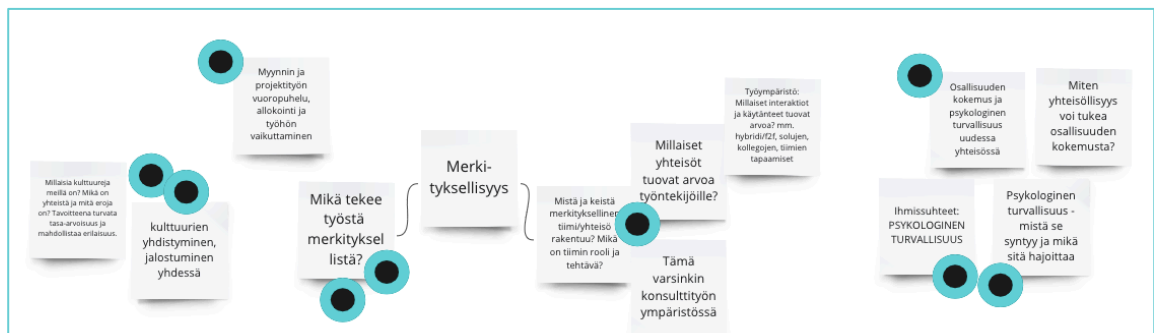 Myynnin ja
projektityön
vuoropuhelu,
allokointi ja
työhön
vaikuttaminen
Millaisia kulttuureja
meillä on? Mikä on
yhteistä ja mitä eroja
on? Tavoitteena turvata
tasa-arvoisuus ja
mahdollistaa erilaisuus.
kulttuurien
yhdistyminen,
jalostuminen
yhdessä
Mikä tekee
työstä
merkityksel
listä?
Merki-
tyksellisyys
Mistä ja keistä
merkityksellinen
tiimi/yhteisö
rakentuu? Mikä
on tiimin rooli ja
tehtävä?
Millaiset
yhteisöt
tuovat arvoa
työntekijöille?
Työympäristö:
Millaiset interaktiot
ja käytänteet tuovat
arvoa? mm.
hybridi/f2f, solujen,
kollegojen, tiimien
tapaamiset
Tämä
varsinkin
konsulttityön
ympäristössä
Osallisuuden
kokemus ja
psykologinen
turvallisuus
uudessa
yhteisössä
Miten
yhteisöllisyys
voi tukea
osallisuuden
kokemusta?
Ihmissuhteet:
PSYKOLOGINEN
TURVALLISUUS
Psykologinen
turvallisuus -
mistä se
syntyy ja mikä
sitä hajoittaa